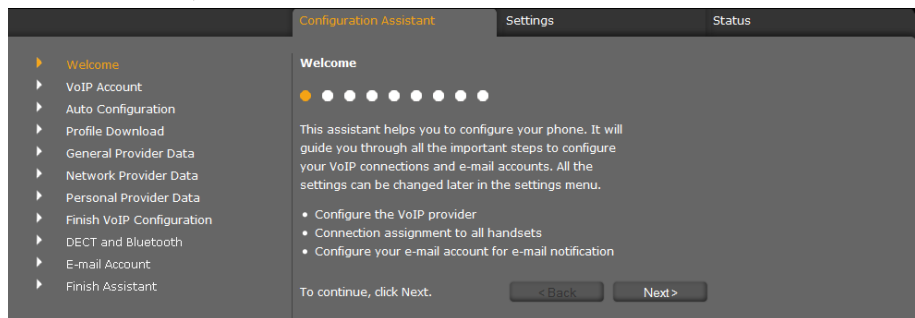 Configuration Assistant
Settings
Status
Welcome
VoIP Account
Auto Configuration
Profile Download
General Provider Data
Network Provider Data
Personal Provider Data
Finish VoIP Configuration
DECT and Bluetooth
E-mail Account
Finish Assistant
Welcome
This assistant helps you to configure your phone. It will
guide you through all the important steps to configure
your VoIP connections and e-mail accounts. All the
settings can be changed later in the settings menu.
• Configure the VoIP provider
• Connection assignment to all handsets
• Configure your e-mail account for e-mail notification
To continue, click Next.
<Back
Next>